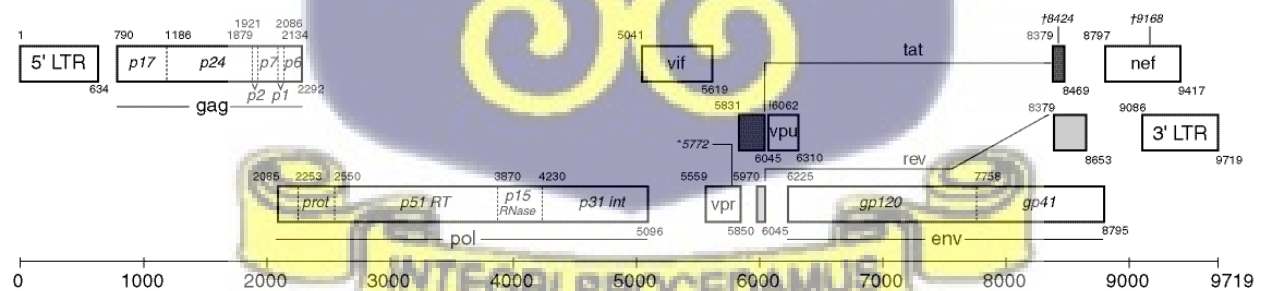 1921 2086 †8424 †9168
1 790 1186 1879 2134 5041 8379 8797
5' LTR p17 p24 p7 p6 vif tat nef
634 p2 p1 2292 5619 8469 9417
gag
5831 !6062 8379 9086
vpu 3' LTR
*5772 6045 6310 8653 9719
rev
2085 2253 2550 3870 4230 5559 5970 6225 7758
prot p51 RT p15 RNase p31 int vpr gp120 gp41
5096 5850 6045 8795
pol env
0 1000 2000 3000 4000 5000 6000 7000 8000 9000 9719
INTEGRI PROCEDAMUS